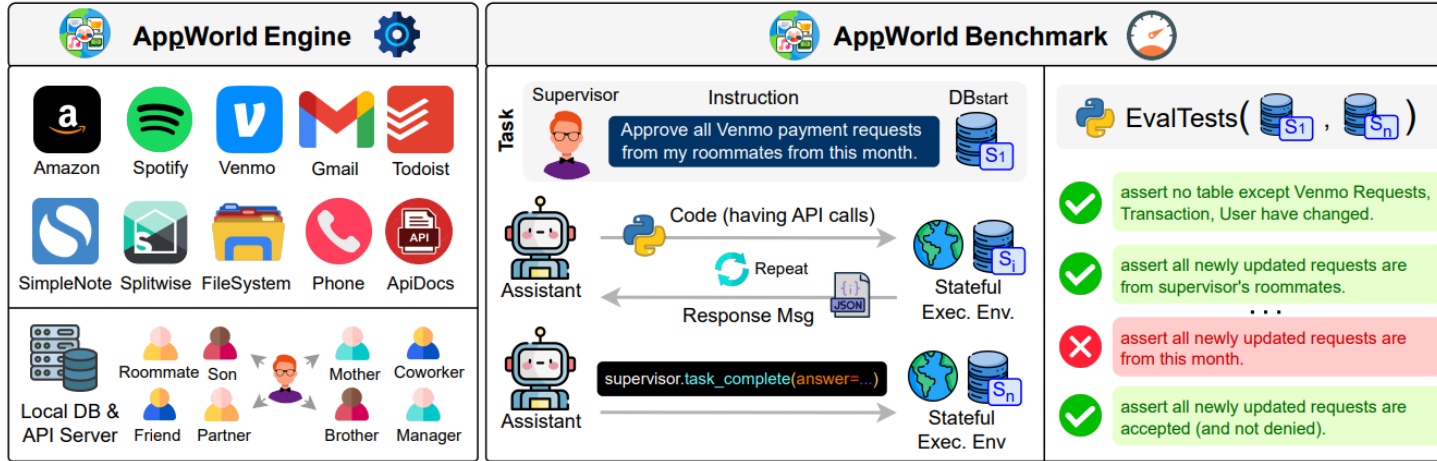 AppWorld Engine
Amazon
Spotify
Venmo
Gmail
Todoist
API
SimpleNote
Splitwise
FileSystem
Phone
ApiDocs
Local DB &
API Server
Roommate
Son
Mother
Coworker
Friend
Partner
Brother
Manager
AppWorld Benchmark
Task
Supervisor
Instruction
DBstart
Approve all Venmo payment requests
from my roommates from this month.
S1
Assistant
Code (having API calls)
Repeat
{i}
JSON
Response Msg
Si
Stateful
Exec. Env.
Assistant
supervisor.task_complete(answer=...)
Sn
Stateful
Exec. Env
EvalTests( S1 , Sn )
assert no table except Venmo Requests,
Transaction, User have changed.
assert all newly updated requests are
from supervisor's roommates.
...
assert all newly updated requests are
from this month.
assert all newly updated requests are
accepted (and not denied).